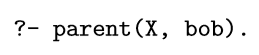 ?- parent(X, bob).